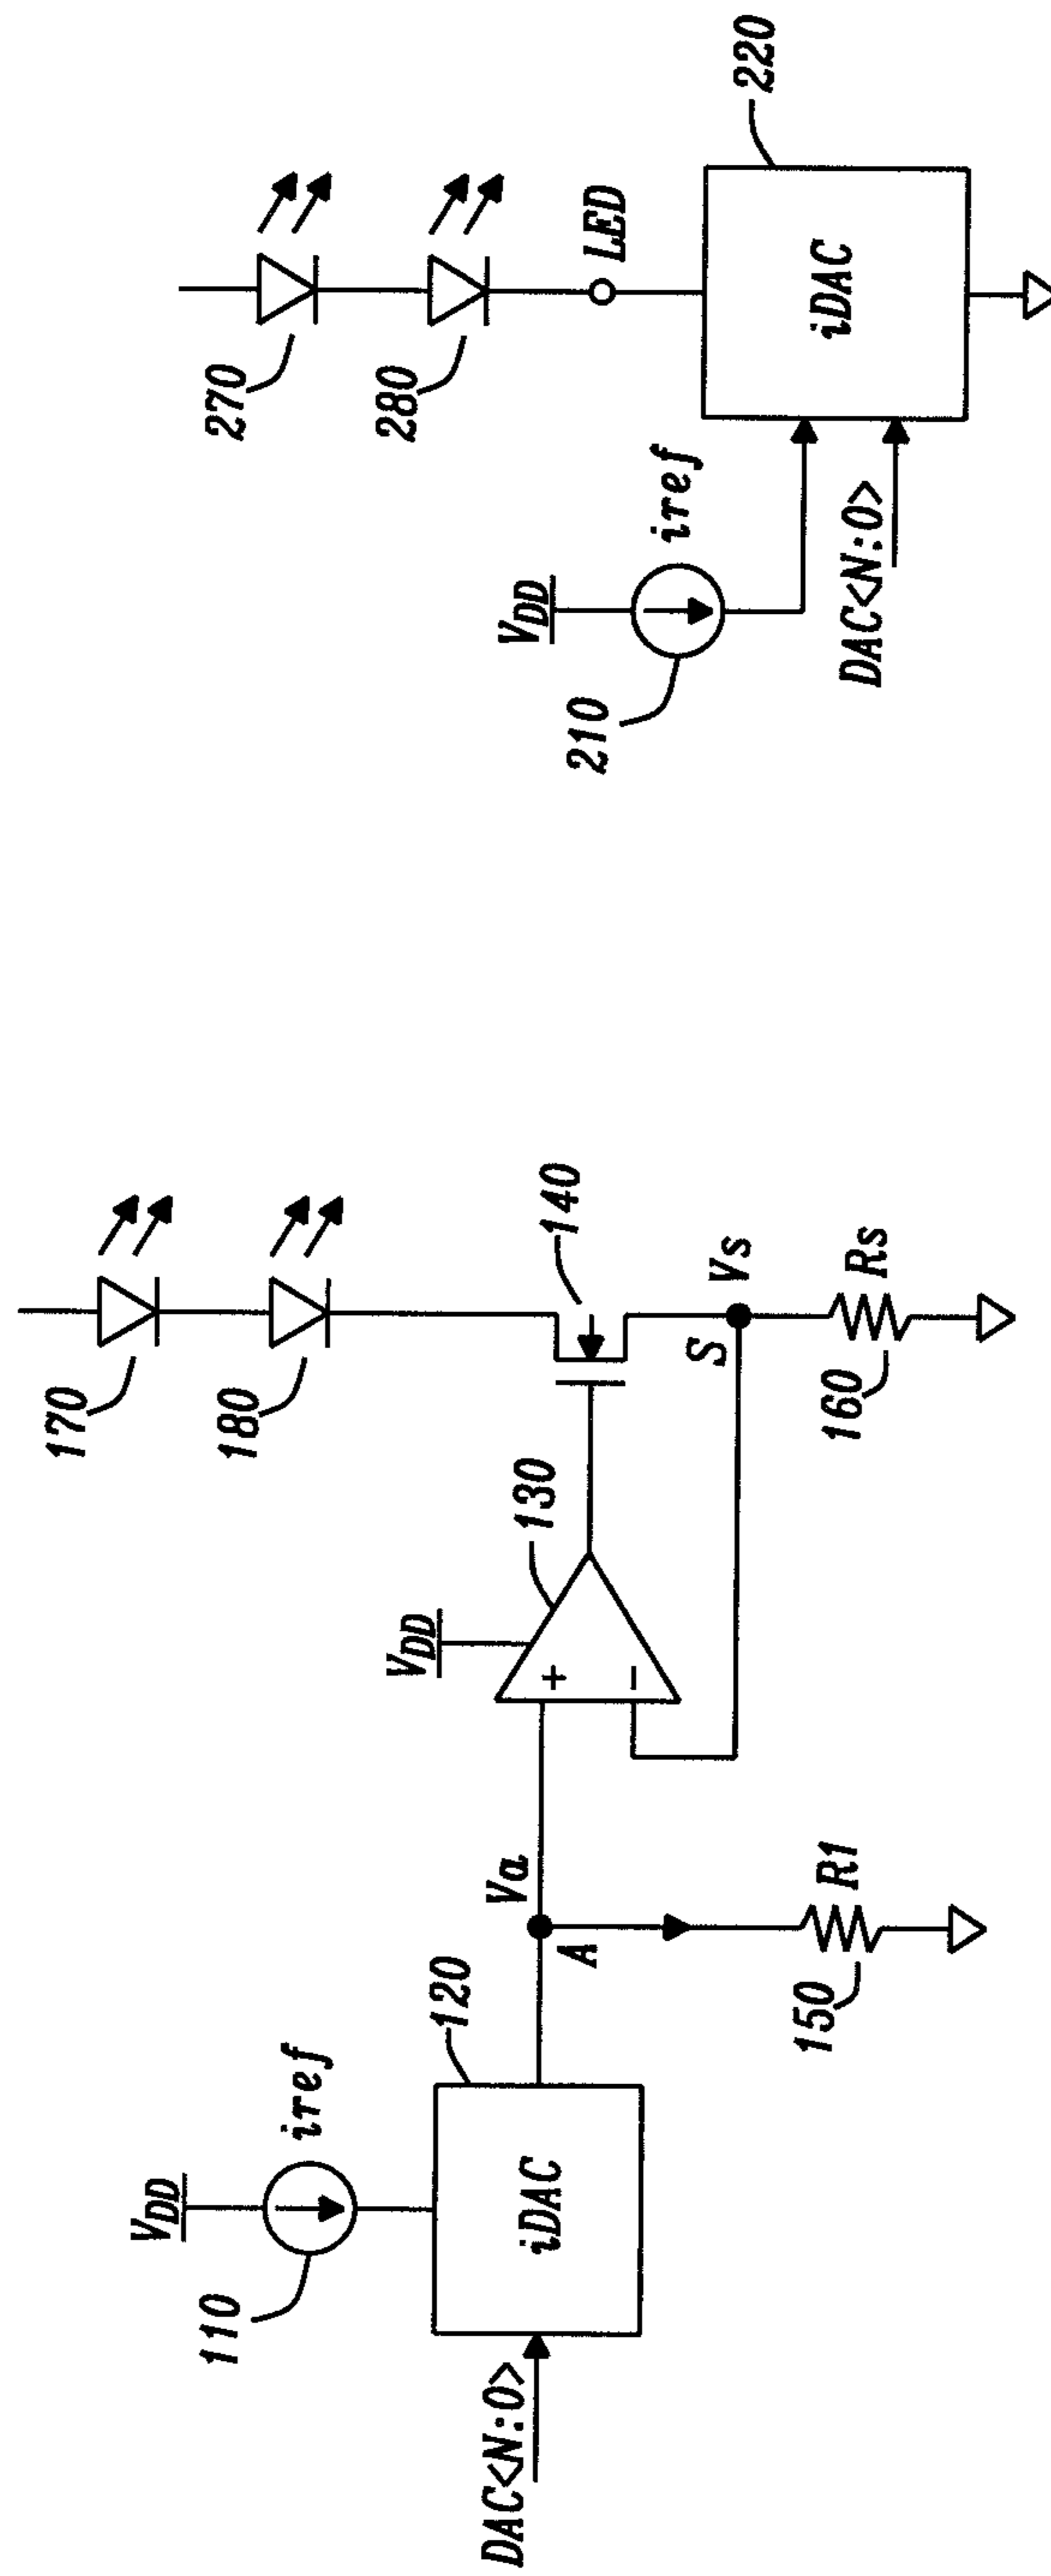 VDD
110
iref
DAC<N:0>
iDAC
120
Va
A
150
R1
VDD
130
+
-
140
170
180
S
Vs
160
Rs
VDD
210
iref
DAC<N:0>
iDAC
220
270
280
LED